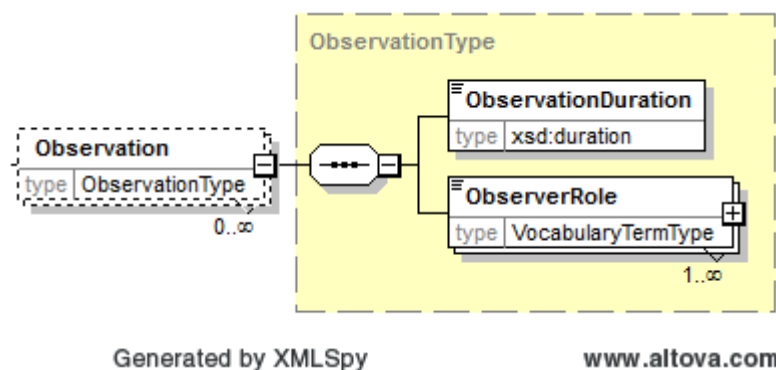 ObservationType
ObservationDuration
type xsd:duration
Observation
type ObservationType
0..∞
ObserverRole
type VocabularyTermType
1..∞
Generated by XMLSpy www.altova.com